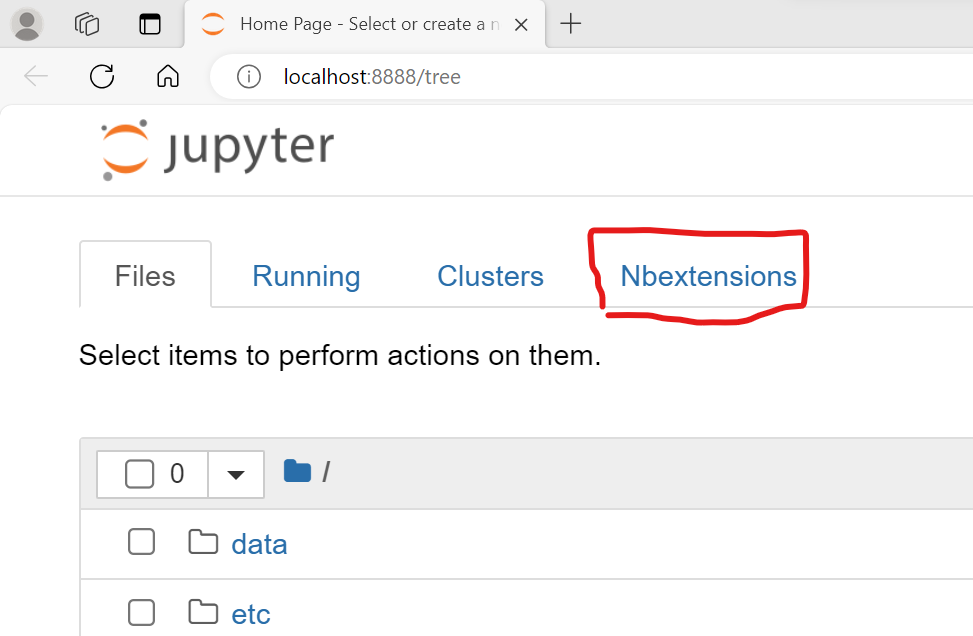 Home Page - Select or create a n
localhost:8888/tree
jupyter
Files Running Clusters Nbextensions
Select items to perform actions on them.
0 /
data
etc